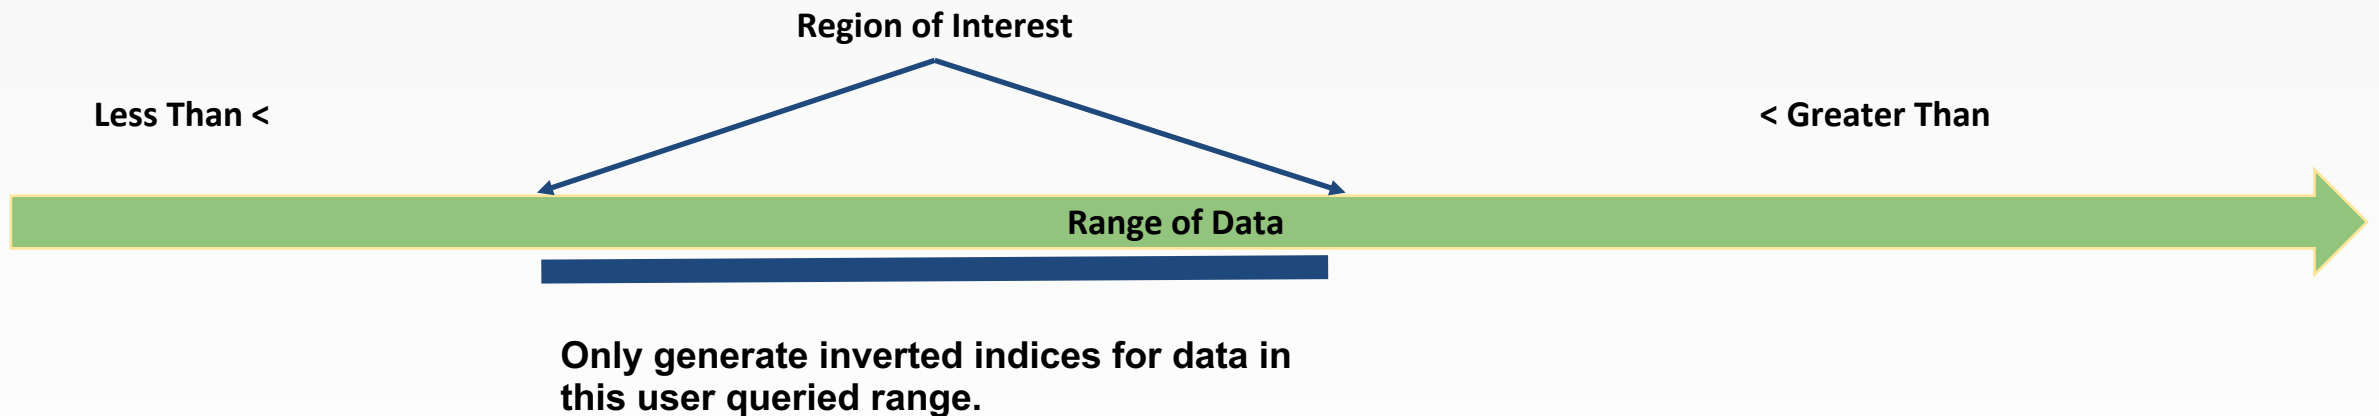 Region of Interest
Less Than <
< Greater Than
Range of Data
Only generate inverted indices for data in
this user queried range.